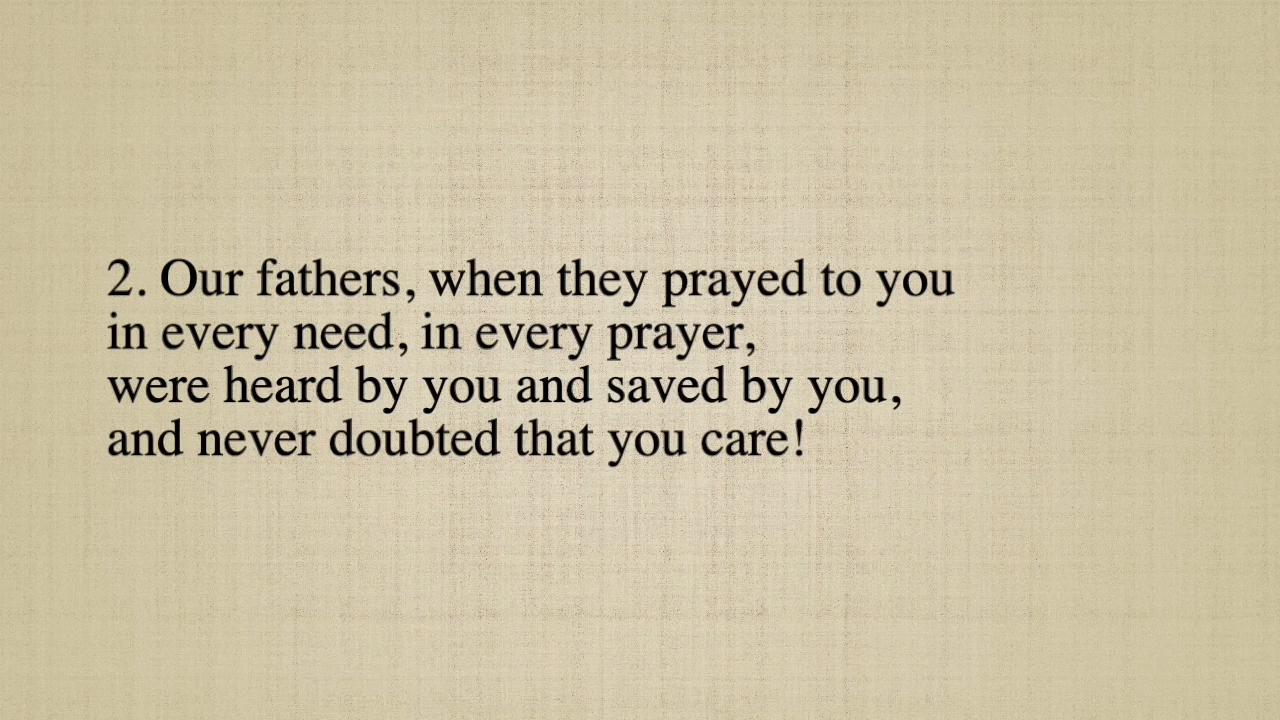 2. Our fathers, when they prayed to you
in every need, in every prayer,
were heard by you and saved by you,
and never doubted that you care!